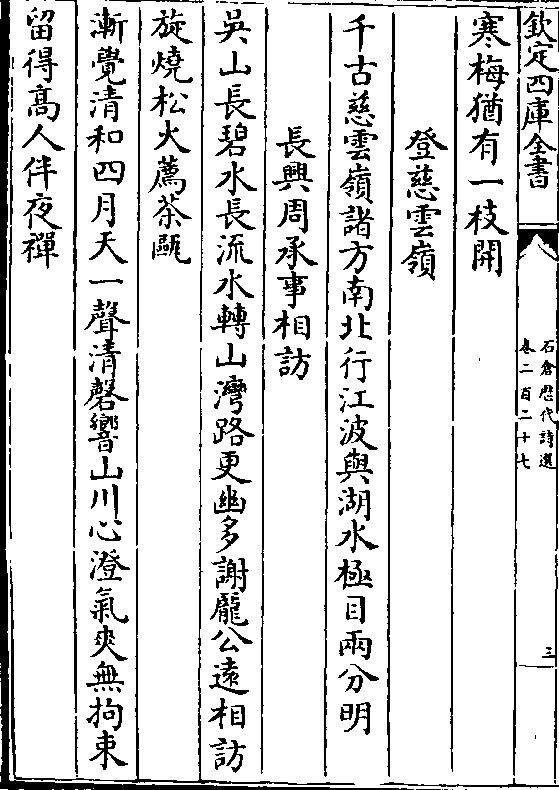 欽定四庫全書
石倉歴代詩選
卷二百二十七
三
寒梅猶有一枝開
登慈雲嶺
千古慈雲嶺諸方南北行江波與湖水極目兩分明
長興周承事相訪
吳山長碧水長流水轉山灣路更幽多謝龐公遠相訪
旋燒松火薦茶甌
漸覺清和四月天一聲清磬響山川心澄氣爽無拘束
留得髙人伴夜禪